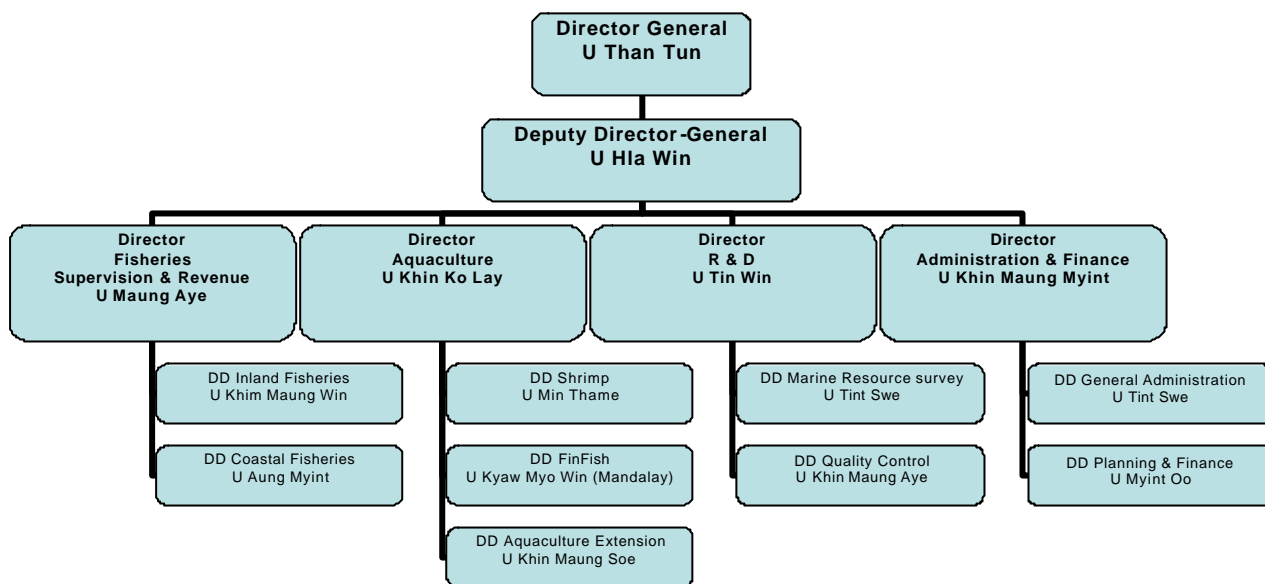 Director General
U Than Tun
Deputy Director-General
U Hla Win
Director
Fisheries
Supervision & Revenue
U Maung Aye
Director
Aquaculture
U Khin Ko Lay
Director
R & D
U Tin Win
Director
Administration & Finance
U Khin Maung Myint
DD Inland Fisheries
U Khim Maung Win
DD Shrimp
U Min Thame
DD Marine Resource survey
U Tint Swe
DD General Administration
U Tint Swe
DD Coastal Fisheries
U Aung Myint
DD FinFish
U Kyaw Myo Win (Mandalay)
DD Quality Control
U Khin Maung Aye
DD Planning & Finance
U Myint Oo
DD Aquaculture Extension
U Khin Maung Soe